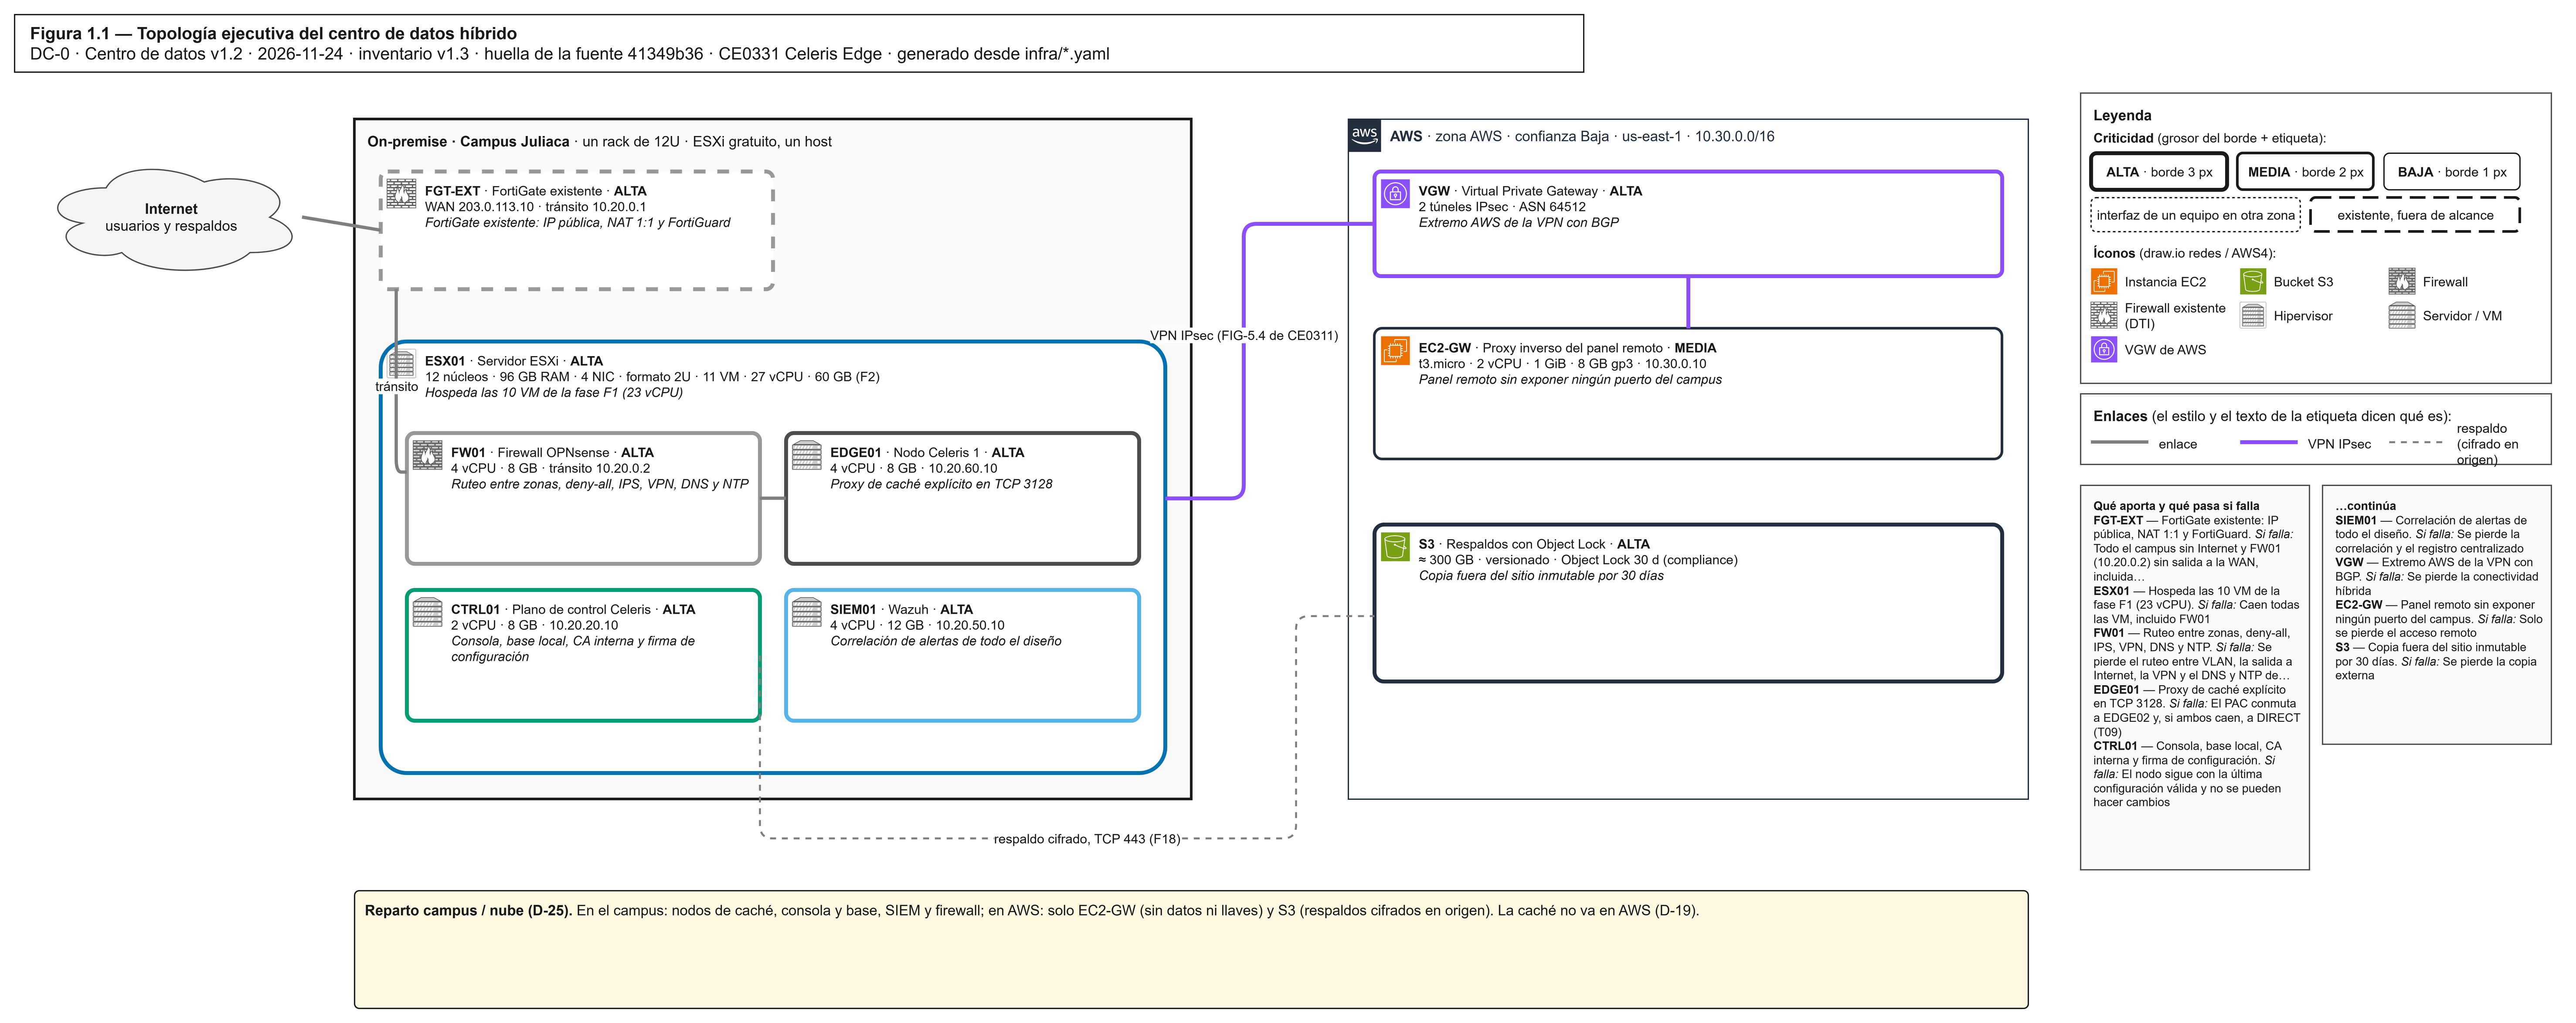 Figura 1.1 — Topología ejecutiva del centro de datos híbrido
DC-0 · Centro de datos v1.2 · 2026-11-24 · inventario v1.3 · huella de la fuente 41349b36 · CE0331 Celeris Edge · generado desde infra/*.yaml
Internet
usuarios y respaldos
On-premise · Campus Juliaca · un rack de 12U · ESXi gratuito, un host
FGT-EXT · FortiGate existente · ALTA
WAN 203.0.113.10 · tránsito 10.20.0.1
FortiGate existente: IP pública, NAT 1:1 y FortiGuard
ESX01 · Servidor ESXi · ALTA
12 núcleos · 96 GB RAM · 4 NIC · formato 2U · 11 VM · 27 vCPU · 60 GB (F2)
Hospeda las 10 VM de la fase F1 (23 vCPU)
tránsito
FW01 · Firewall OPNsense · ALTA
4 vCPU · 8 GB · tránsito 10.20.0.2
Ruteo entre zonas, deny-all, IPS, VPN, DNS y NTP
EDGE01 · Nodo Celeris 1 · ALTA
4 vCPU · 8 GB · 10.20.60.10
Proxy de caché explícito en TCP 3128
CTRL01 · Plano de control Celeris · ALTA
2 vCPU · 8 GB · 10.20.20.10
Consola, base local, CA interna y firma de
configuración
SIEM01 · Wazuh · ALTA
4 vCPU · 12 GB · 10.20.50.10
Correlación de alertas de todo el diseño
VPN IPsec (FIG-5.4 de CE0311)
respaldo cifrado, TCP 443 (F18)
aws
AWS · zona AWS · confianza Baja · us-east-1 · 10.30.0.0/16
VGW · Virtual Private Gateway · ALTA
2 túneles IPsec · ASN 64512
Extremo AWS de la VPN con BGP
EC2-GW · Proxy inverso del panel remoto · MEDIA
t3.micro · 2 vCPU · 1 GiB · 8 GB gp3 · 10.30.0.10
Panel remoto sin exponer ningún puerto del campus
S3 · Respaldos con Object Lock · ALTA
≈ 300 GB · versionado · Object Lock 30 d (compliance)
Copia fuera del sitio inmutable por 30 días
Reparto campus / nube (D-25). En el campus: nodos de caché, consola y base, SIEM y firewall; en AWS: solo EC2-GW (sin datos ni llaves) y S3 (respaldos cifrados en origen). La caché no va en AWS (D-19).
Leyenda
Criticidad (grosor del borde + etiqueta):
ALTA · borde 3 px
MEDIA · borde 2 px
BAJA · borde 1 px
interfaz de un equipo en otra zona
existente, fuera de alcance
Íconos (draw.io redes / AWS4):
Instancia EC2
Bucket S3
Firewall
Firewall existente
(DTI)
Hipervisor
Servidor / VM
VGW de AWS
Enlaces (el estilo y el texto de la etiqueta dicen qué es):
enlace
VPN IPsec
respaldo
(cifrado en
origen)
Qué aporta y qué pasa si falla
FGT-EXT — FortiGate existente: IP
pública, NAT 1:1 y FortiGuard. Si falla:
Todo el campus sin Internet y FW01
(10.20.0.2) sin salida a la WAN,
incluida…
ESX01 — Hospeda las 10 VM de la
fase F1 (23 vCPU). Si falla: Caen todas
las VM, incluido FW01
FW01 — Ruteo entre zonas, deny-all,
IPS, VPN, DNS y NTP. Si falla: Se
pierde el ruteo entre VLAN, la salida a
Internet, la VPN y el DNS y NTP de…
EDGE01 — Proxy de caché explícito
en TCP 3128. Si falla: El PAC conmuta
a EDGE02 y, si ambos caen, a DIRECT
(T09)
CTRL01 — Consola, base local, CA
interna y firma de configuración. Si
falla: El nodo sigue con la última
configuración válida y no se pueden
hacer cambios
…continúa
SIEM01 — Correlación de alertas de
todo el diseño. Si falla: Se pierde la
correlación y el registro centralizado
VGW — Extremo AWS de la VPN con
BGP. Si falla: Se pierde la conectividad
híbrida
EC2-GW — Panel remoto sin exponer
ningún puerto del campus. Si falla: Solo
se pierde el acceso remoto
S3 — Copia fuera del sitio inmutable
por 30 días. Si falla: Se pierde la copia
externa